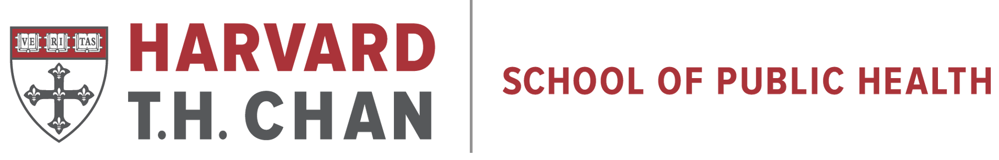 VE RI TAS
HARVARD
T.H. CHAN
SCHOOL OF PUBLIC HEALTH